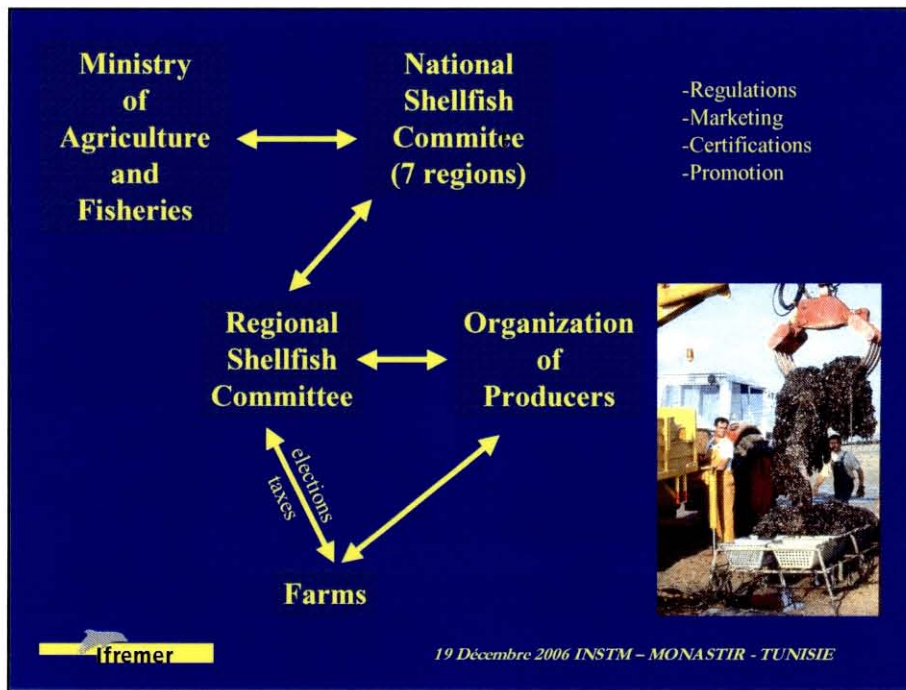 Ministry
of
Agriculture
and
Fisheries
National
Shellfish
Commitee
(7 regions)
-Regulations
-Marketing
-Certifications
-Promotion
Regional
Shellfish
Committee
Organization
of
Producers
elections
taxes
Farms
Ifremer
19 Décembre 2006 INSTM – MONASTIR - TUNISIE